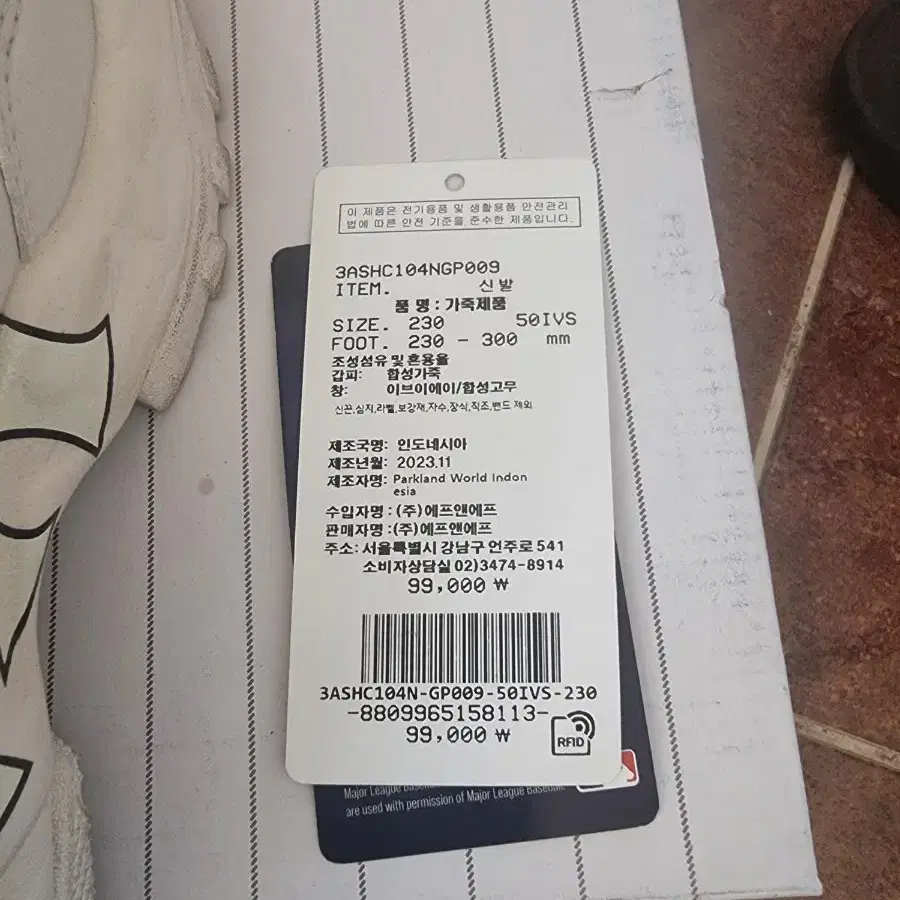 이 제품은 전기용품 및 생활용품 안전관리
법에 따른 안전 기준을 준수한 제품입니다.
3ASHC104NGP009
ITEM. 신발
품 명 : 가죽제품
SIZE. 230 50IVS
FOOT. 230 - 300 mm
조성섬유 및 혼용율
갑피: 합성가죽
창: 이브이에이/합성고무
신끈,심지,라벨,보강재,자수,장식,직조,밴드 제외
제조국명: 인도네시아
제조년월: 2023.11
제조자명: Parkland World Indon
esia
수입자명 : (주)에프앤에프
판매자명 : (주)에프앤에프
주소: 서울특별시 강남구 언주로 541
소비자상담실 02)3474-8914
99,000 ₩
3ASHC104N-GP009-50IVS-230
-8809965158113-
99,000 ₩
RFID
Major League Baseball
are used with permission of Major League Baseball.